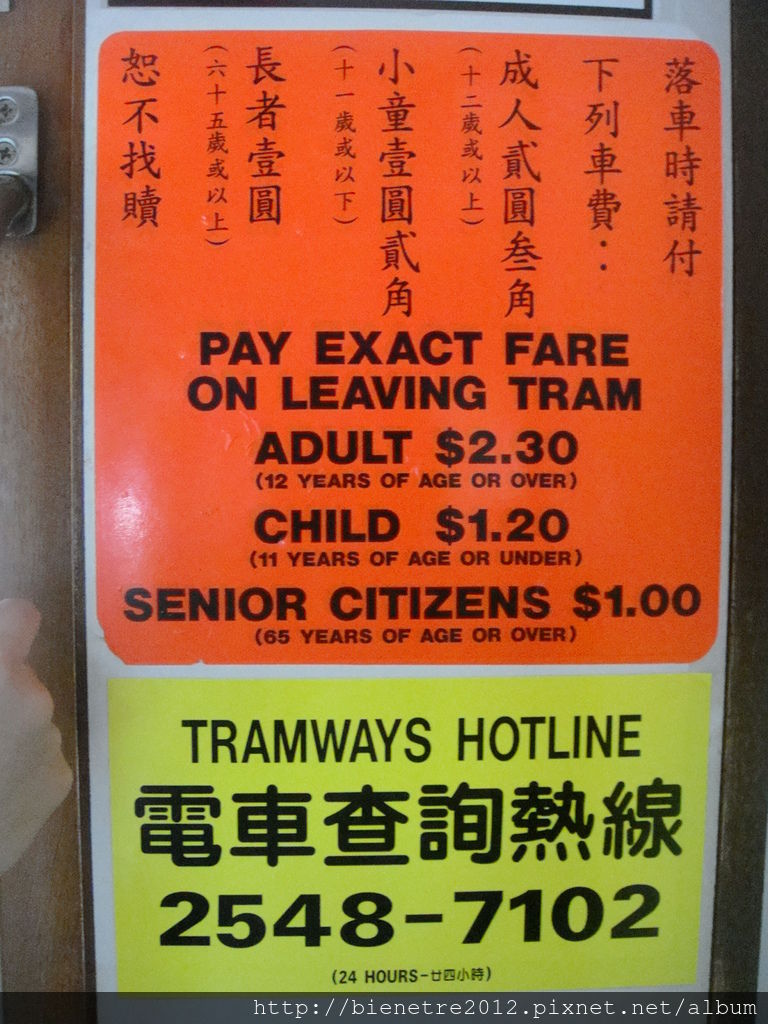 落車時請付
下列車費：
成人貳圓叁角
(十二歲或以上)
小童壹圓貳角
(十一歲或以下)
長者壹圓
(六十五歲或以上)
恕不找贖
PAY EXACT FARE
ON LEAVING TRAM
ADULT $2.30
(12 YEARS OF AGE OR OVER)
CHILD $1.20
(11 YEARS OF AGE OR UNDER)
SENIOR CITIZENS $1.00
(65 YEARS OF AGE OR OVER)
TRAMWAYS HOTLINE
電車查詢熱線
2548-7102
(24 HOURS-廿四小時)
http://bienetre2012.pixnet.net/album